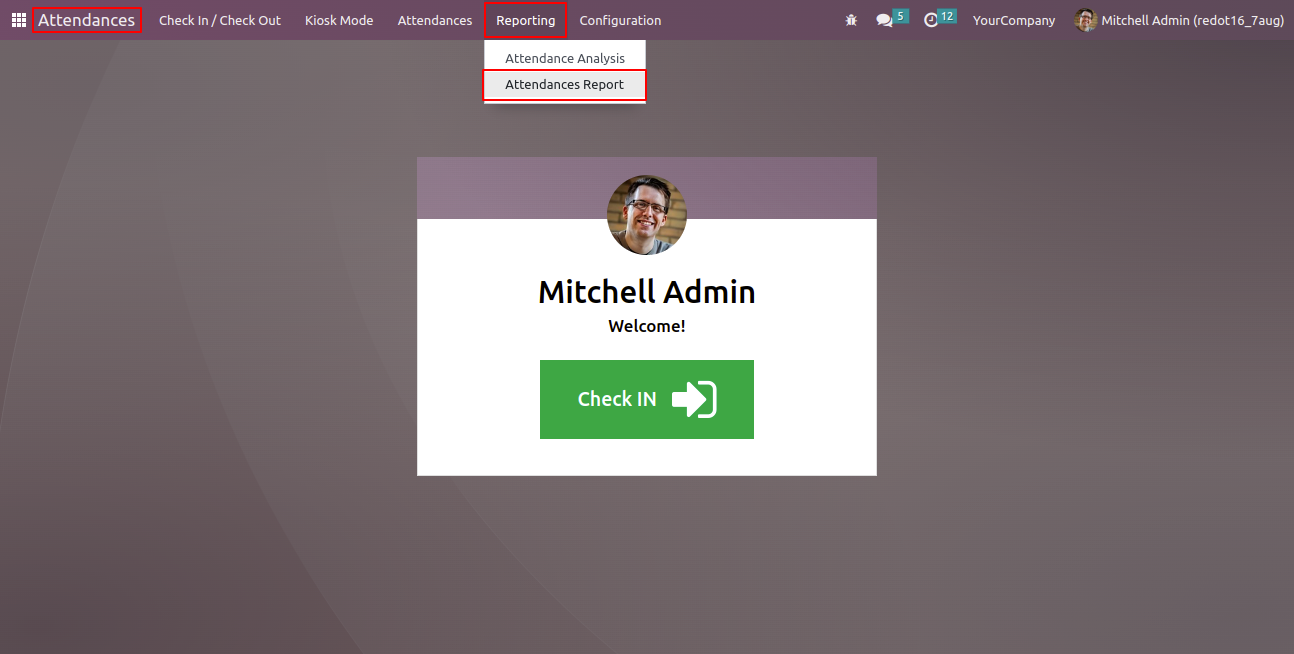 Attendances Check In / Check Out Kiosk Mode Attendances Reporting Configuration 5 12 YourCompany Mitchell Admin (redot16_7aug)
Attendance Analysis
Attendances Report
Mitchell Admin
Welcome!
Check IN